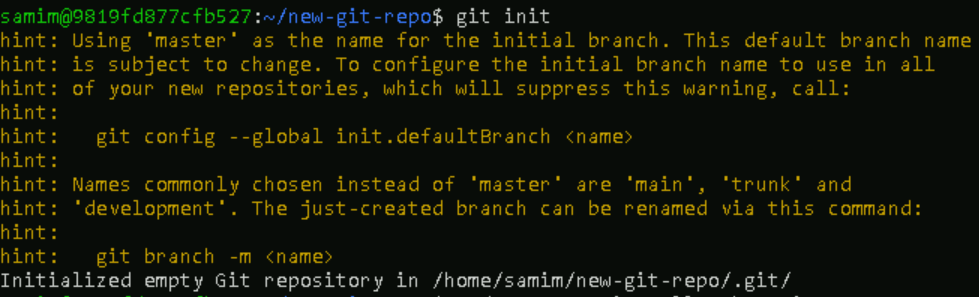 samim@9819fd877cfb527:~/new-git-repo$ git init
hint: Using 'master' as the name for the initial branch. This default branch name
hint: is subject to change. To configure the initial branch name to use in all
hint: of your new repositories, which will suppress this warning, call:
hint:
hint:   git config --global init.defaultBranch <name>
hint:
hint: Names commonly chosen instead of 'master' are 'main', 'trunk' and
hint: 'development'. The just-created branch can be renamed via this command:
hint:
hint:   git branch -m <name>
Initialized empty Git repository in /home/samim/new-git-repo/.git/